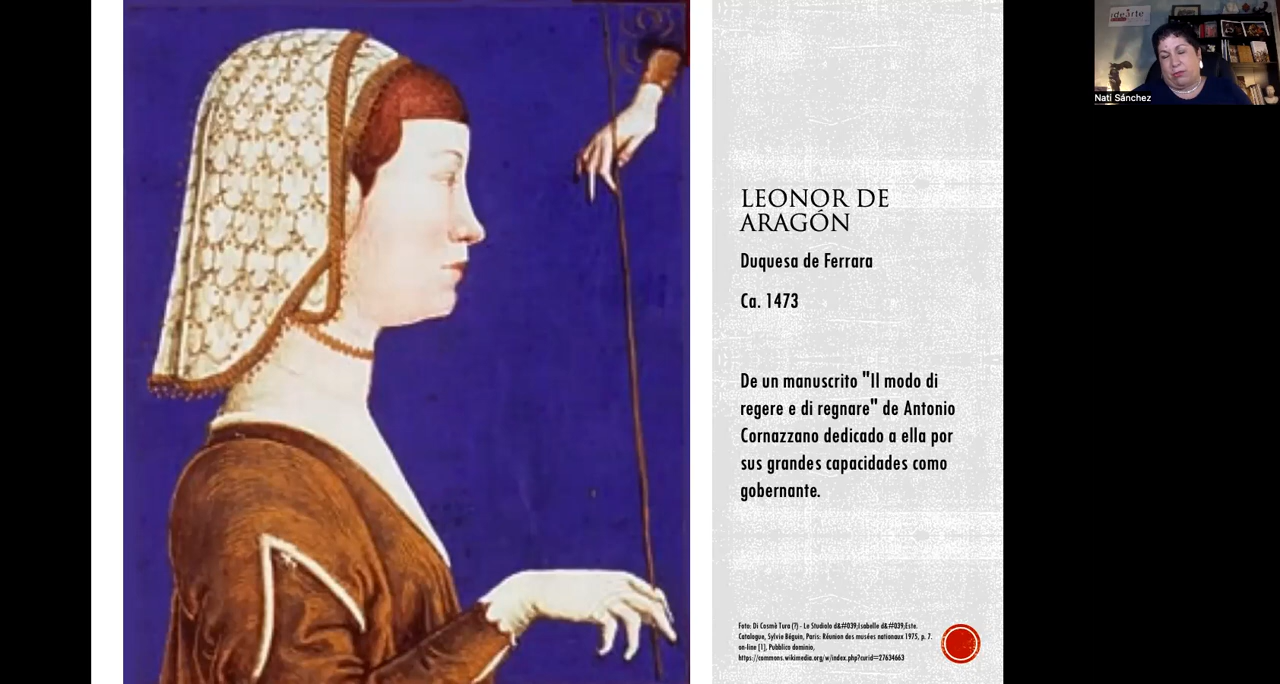 LEONOR DE
ARAGÓN
Duquesa de Ferrara
Ca. 1473
De un manuscrito "Il modo di
regere e di regnare" de Antonio
Cornazzano dedicado a ella por
sus grandes capacidades como
gobernante.
Foto: Di Cosmè Tura (?) - Le Studiolo d&#039;Isabelle d&#039;Este.
Catalogue, Sylvie Béguin, Paris: Réunion des musées nationaux 1975, p. 7.
on-line [1], Pubblico dominio,
https://commons.wikimedia.org/w/index.php?curid=27634663
idearte
Nati Sánchez